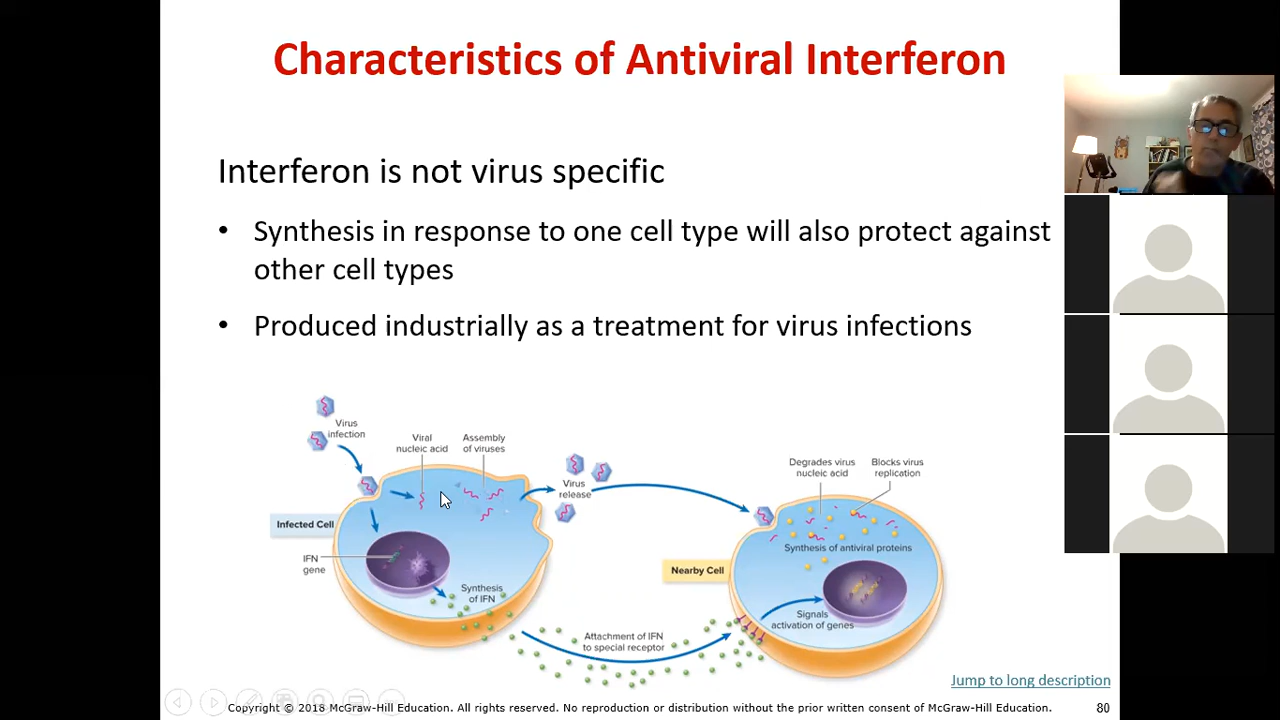 Characteristics of Antiviral Interferon
Interferon is not virus specific
• Synthesis in response to one cell type will also protect against
other cell types
• Produced industrially as a treatment for virus infections
Virus
infection
Viral
nucleic acid
Assembly
of viruses
Virus
release
Infected Cell
IFN
gene
Synthesis
of IFN
Attachment of IFN
to special receptor
Degrades virus
nucleic acid
Blocks virus
replication
Synthesis of antiviral proteins
Nearby Cell
Signals
activation of genes
Jump to long description
Copyright © 2018 McGraw-Hill Education. All rights reserved. No reproduction or distribution without the prior written consent of McGraw-Hill Education.
80